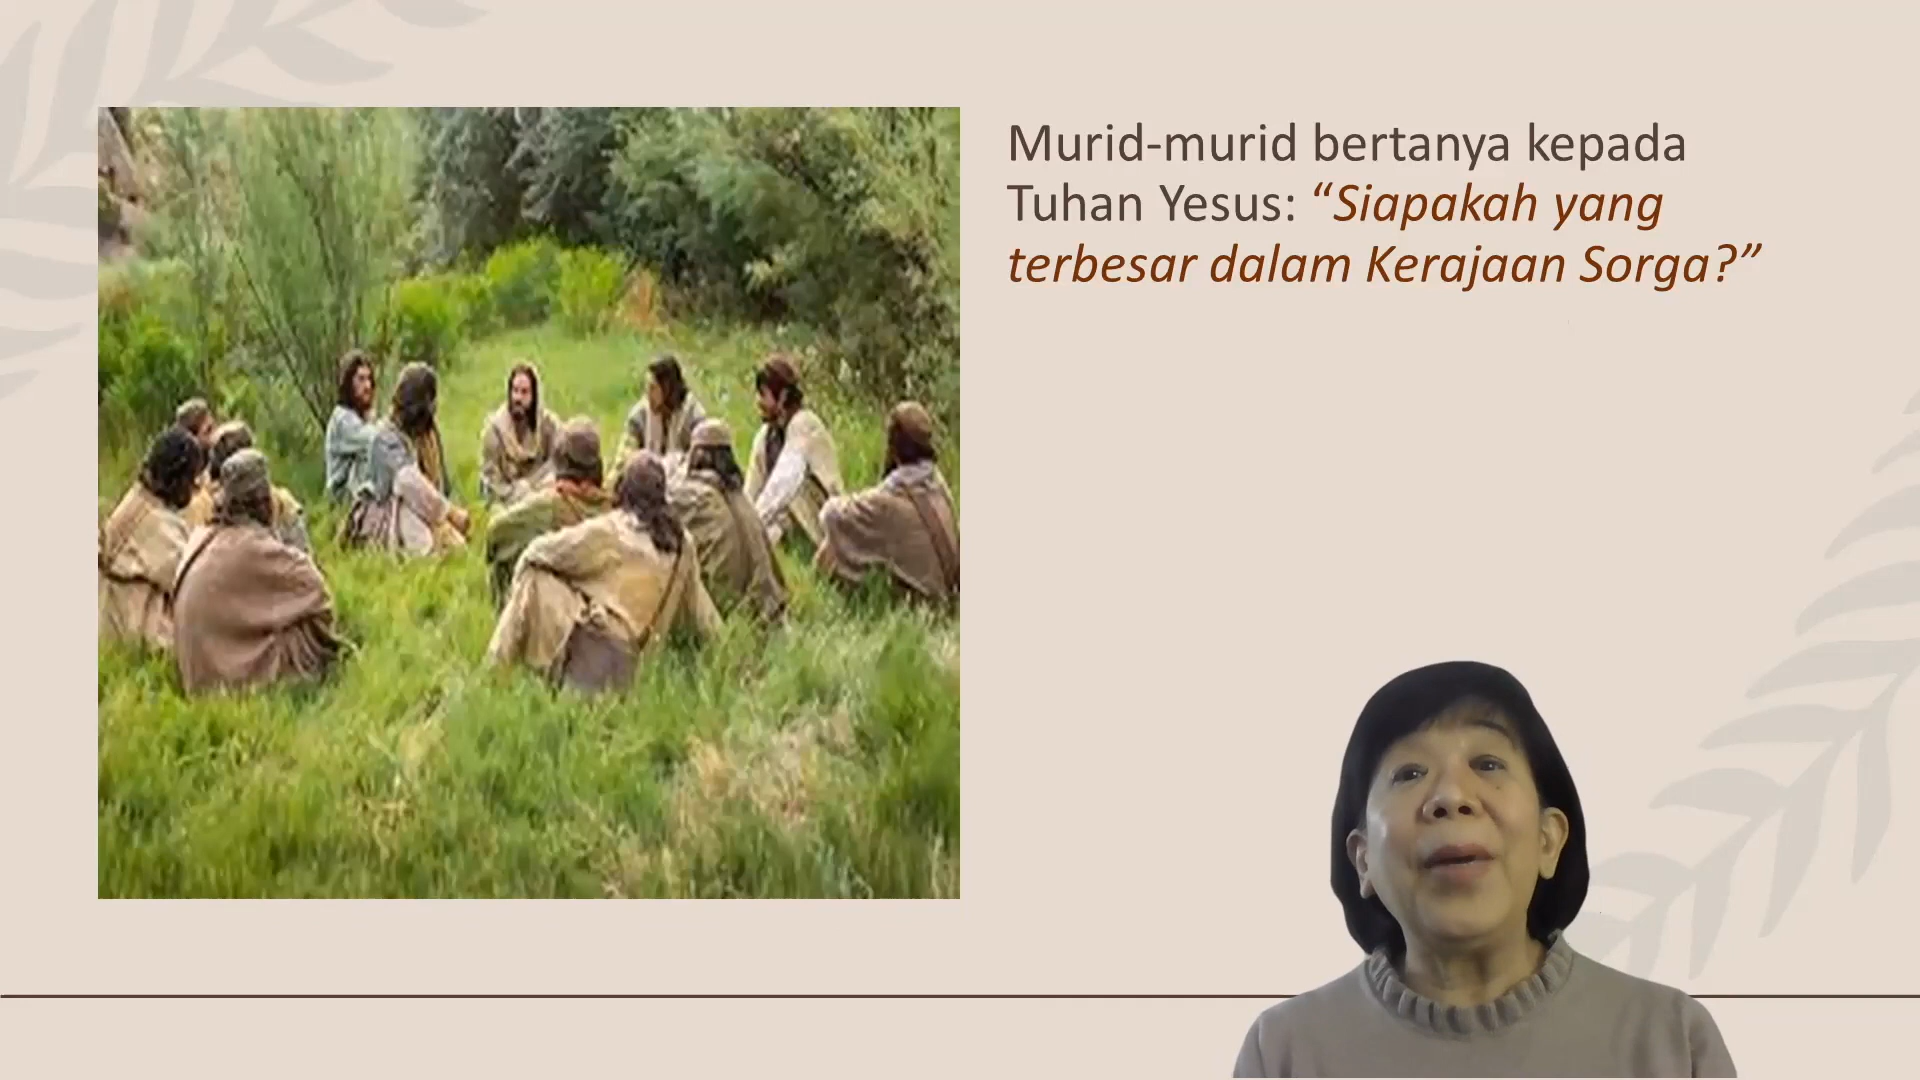 Murid-murid bertanya kepada
Tuhan Yesus: “Siapakah yang
terbesar dalam Kerajaan Sorga?”